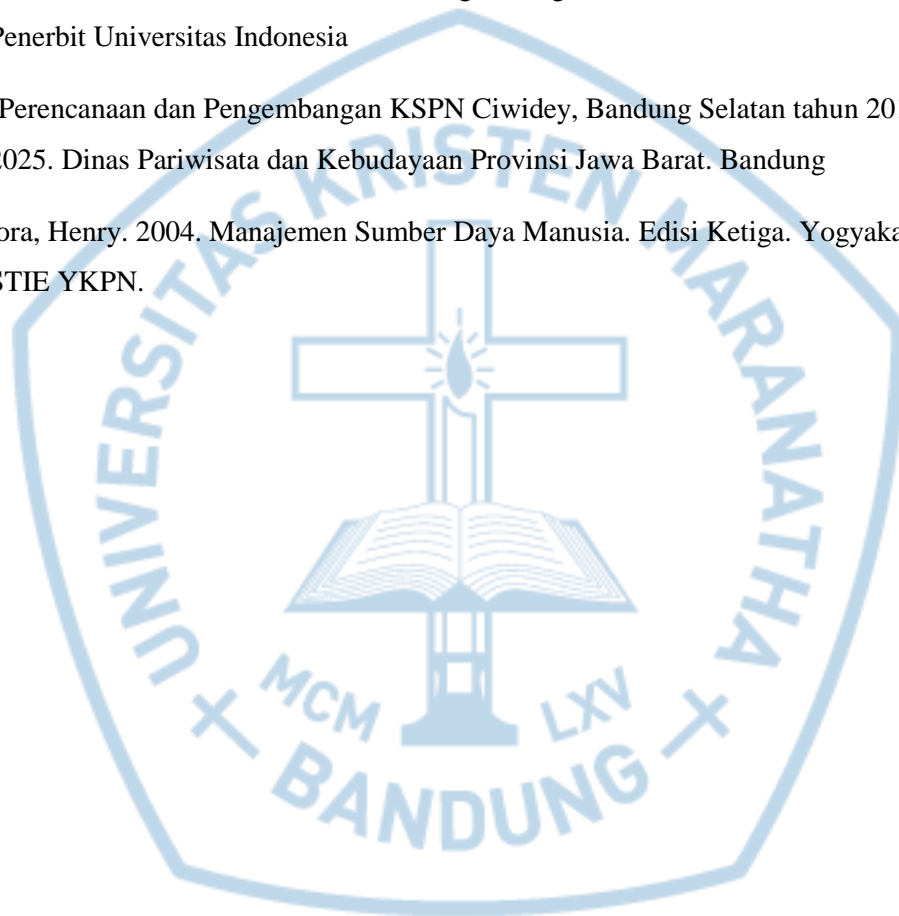 Penerbit Universitas Indonesia
Perencanaan dan Pengembangan KSPN Ciwidey, Bandung Selatan tahun 201
2025. Dinas Pariwisata dan Kebudayaan Provinsi Jawa Barat. Bandung
ora, Henry. 2004. Manajemen Sumber Daya Manusia. Edisi Ketiga. Yogyaka
STIE YKPN.
UNIVERSITAS KRISTEN MARANATHA
MCM LXV
BANDUNG